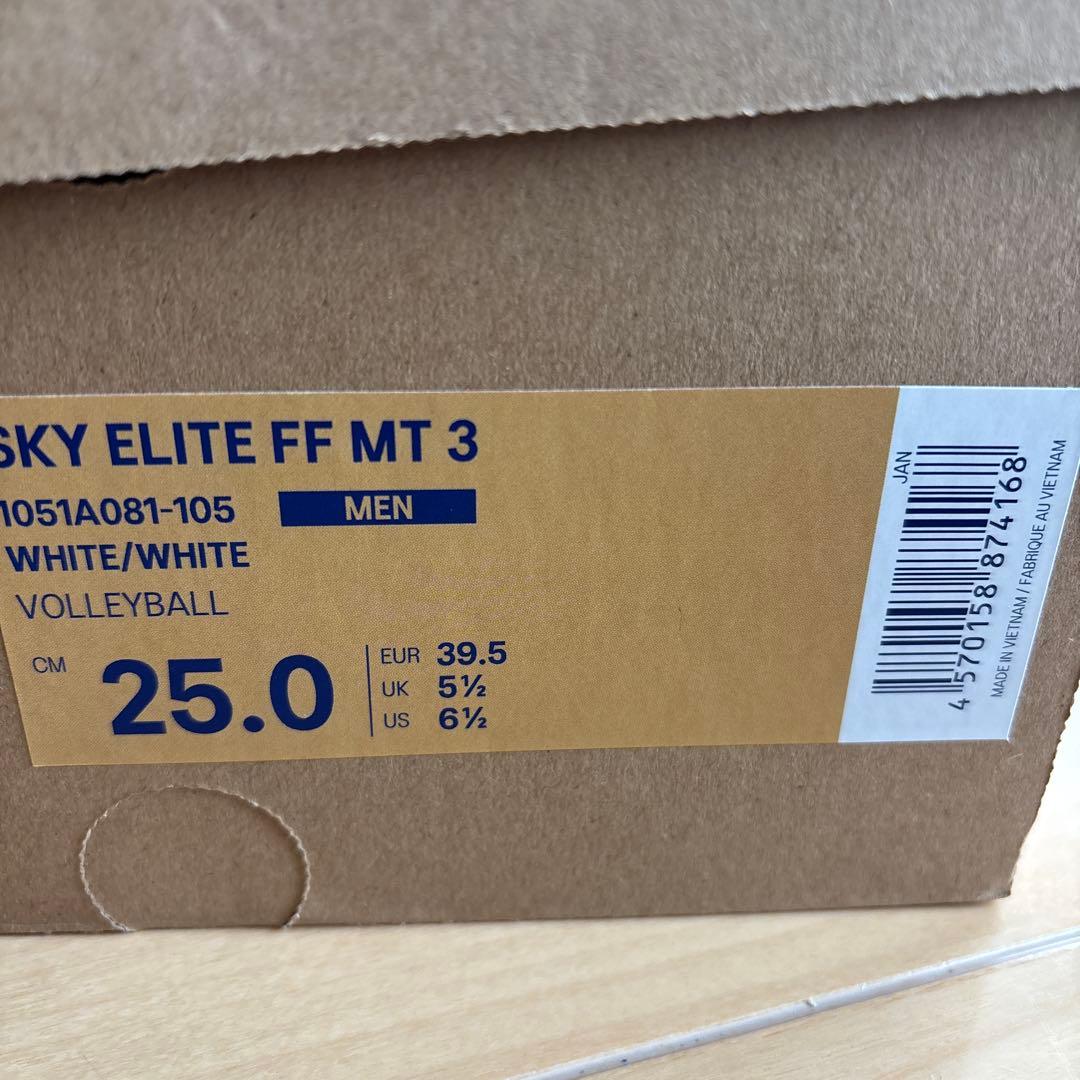 SKY ELITE FF MT 3
1051A081-105 MEN
WHITE/WHITE
VOLLEYBALL
CM 25.0
EUR 39.5
UK 5½
US 6½
JAN
4 570158 874168
MADE IN VIETNAM / FABRIQUE AU VIETNAM